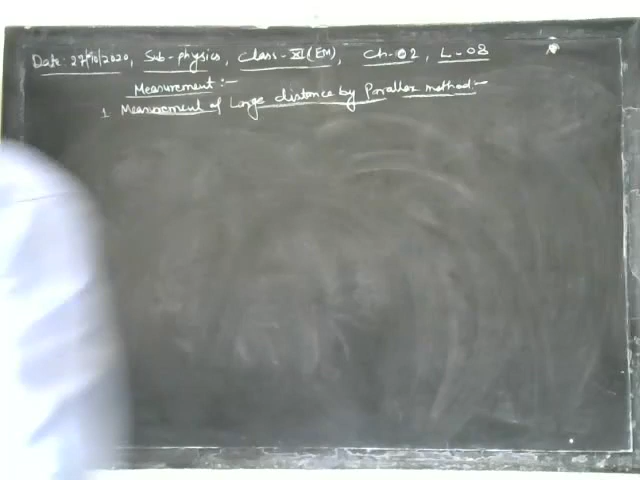 Date: 27/10/2020, Sub-physics, Class-XI(EM), Ch-02, L-08
Measurement:-
1. Measurement of Large distance by Parallax method:-